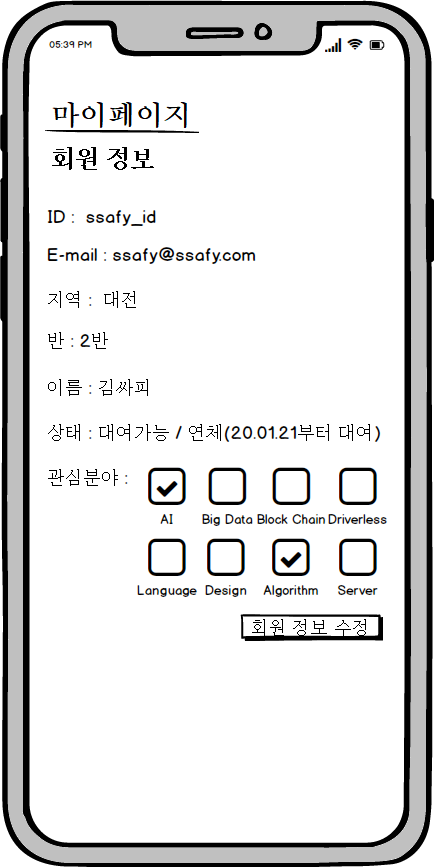 05:39 PM
마이페이지
회원 정보
ID : ssafy_id
E-mail : ssafy@ssafy.com
지역 : 대전
반 : 2반
이름 : 김싸피
상태 : 대여가능 / 연체(20.01.21부터 대여)
관심분야 :
AI Big Data Block Chain Driverless
Language Design Algorithm Server
회원 정보 수정